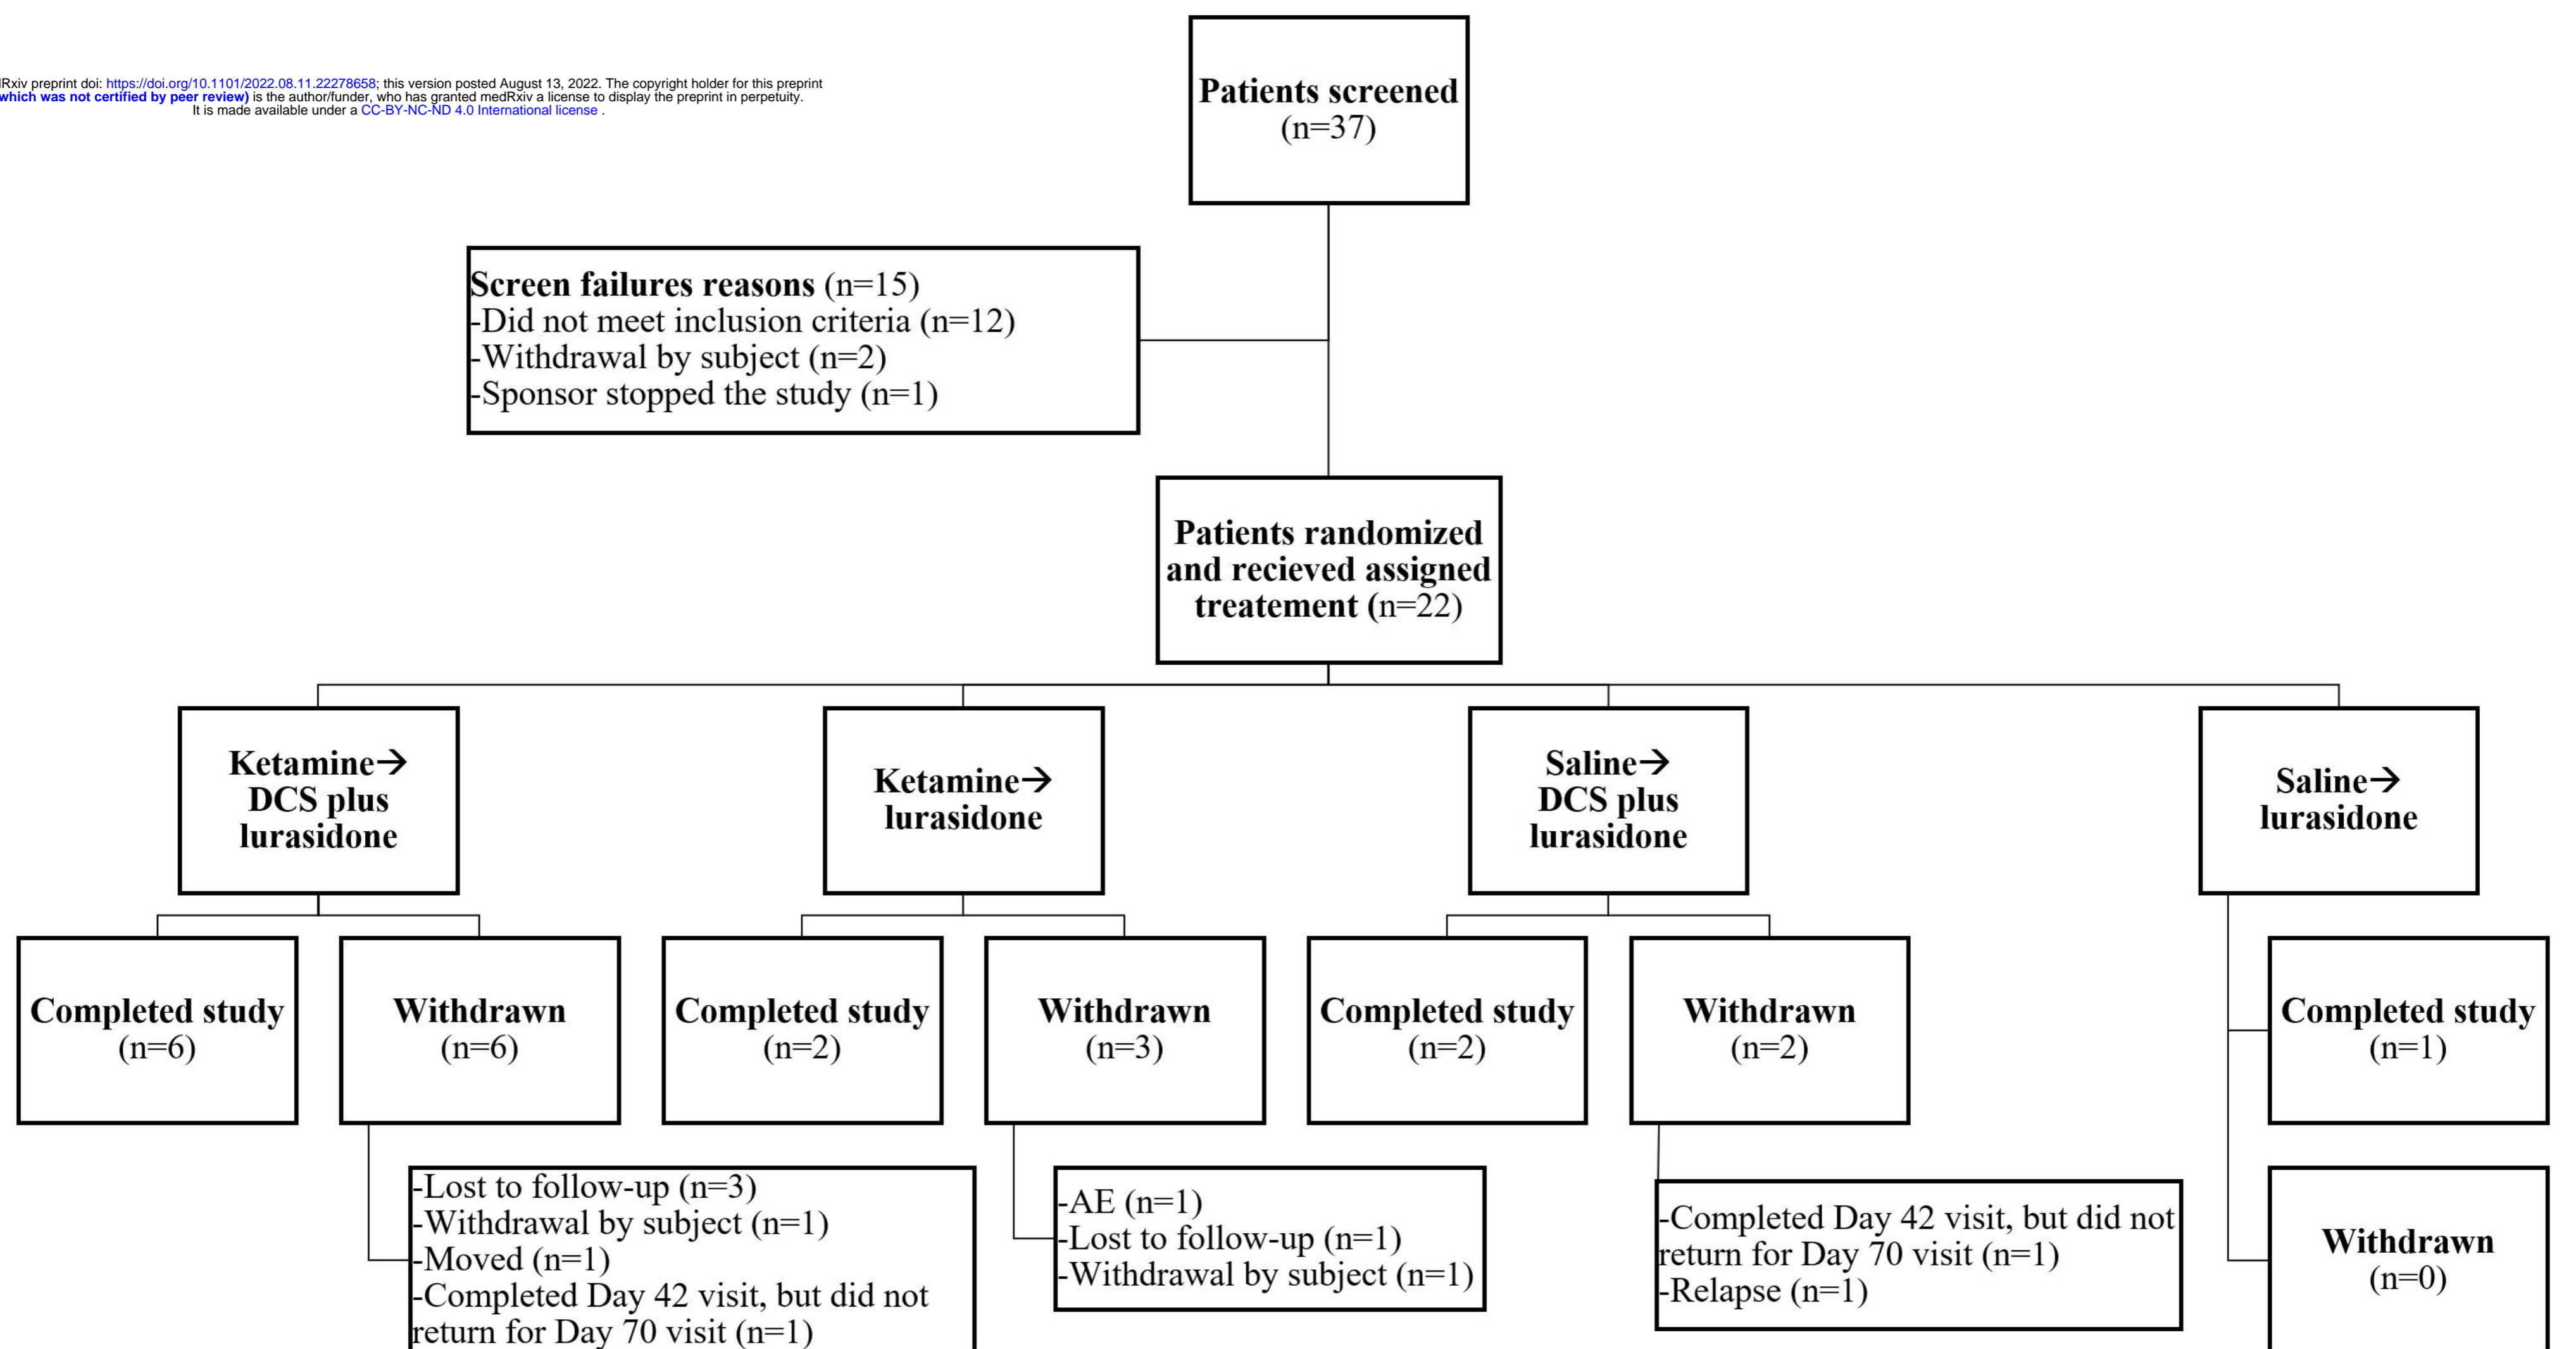 Rxiv preprint doi: https://doi.org/10.1101/2022.08.11.22278658; this version posted August 13, 2022. The copyright holder for this preprint
which was not certified by peer review) is the author/funder, who has granted medRxiv a license to display the preprint in perpetuity.
It is made available under a CC-BY-NC-ND 4.0 International license .
Patients screened
(n=37)
Screen failures reasons (n=15)
-Did not meet inclusion criteria (n=12)
-Withdrawal by subject (n=2)
-Sponsor stopped the study (n=1)
Patients randomized
and recieved assigned
treatement (n=22)
Ketamine→
DCS plus
lurasidone
Ketamine→
lurasidone
Saline→
DCS plus
lurasidone
Saline→
lurasidone
Completed study
(n=6)
Withdrawn
(n=6)
Completed study
(n=2)
Withdrawn
(n=3)
Completed study
(n=2)
Withdrawn
(n=2)
Completed study
(n=1)
-Lost to follow-up (n=3)
-Withdrawal by subject (n=1)
-Moved (n=1)
-Completed Day 42 visit, but did not
return for Day 70 visit (n=1)
-AE (n=1)
-Lost to follow-up (n=1)
-Withdrawal by subject (n=1)
-Completed Day 42 visit, but did not
return for Day 70 visit (n=1)
-Relapse (n=1)
Withdrawn
(n=0)